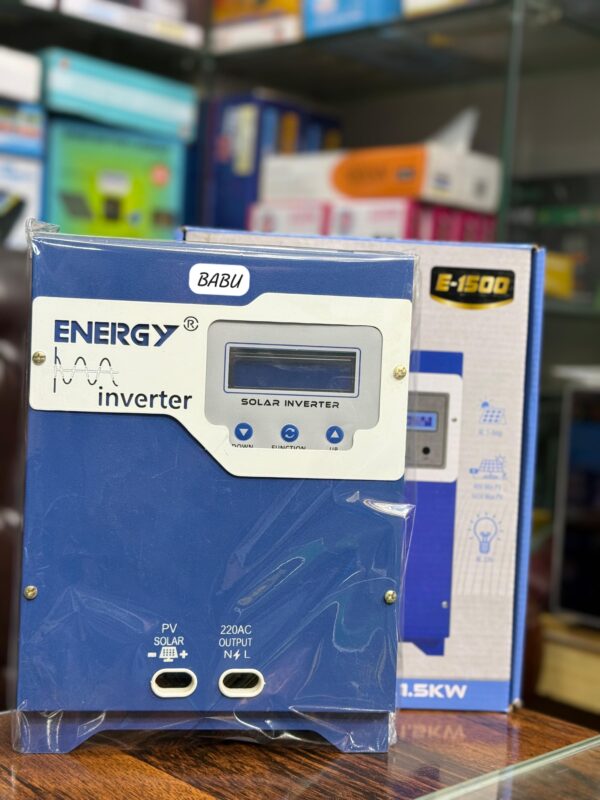 BABU
ENERGY ®
inverter
SOLAR INVERTER
DOWN FUNCTION UP
PV
SOLAR
- +
220AC
OUTPUT
N L
E-1500
1.5KW